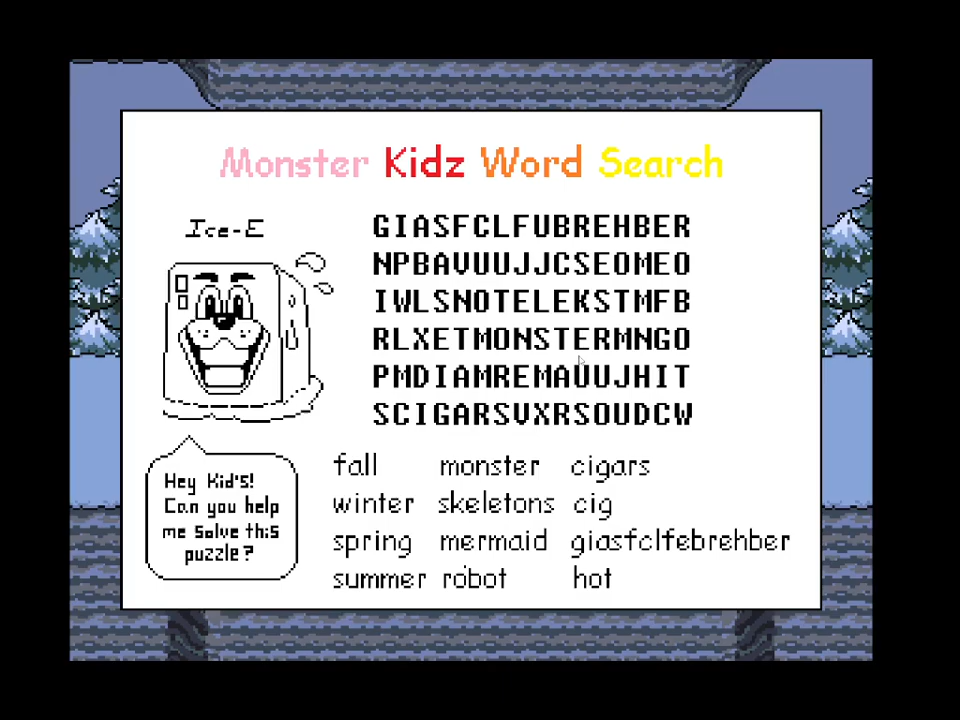 Monster Kidz Word Search
Ice-E
GIASFCLFUBREHBER
NPBAVUUJJCSEOMEO
IWLSNOTELEKSTMFB
RLXETMONSTERMNGO
PMDIAMREMAUUJHIT
SCIGARSVXRSOUDCW
Hey Kid's!
Can you help
me solve this
puzzle?
fall monster cigars
winter skeletons cig
spring mermaid giasfclfebrehber
summer robot hot